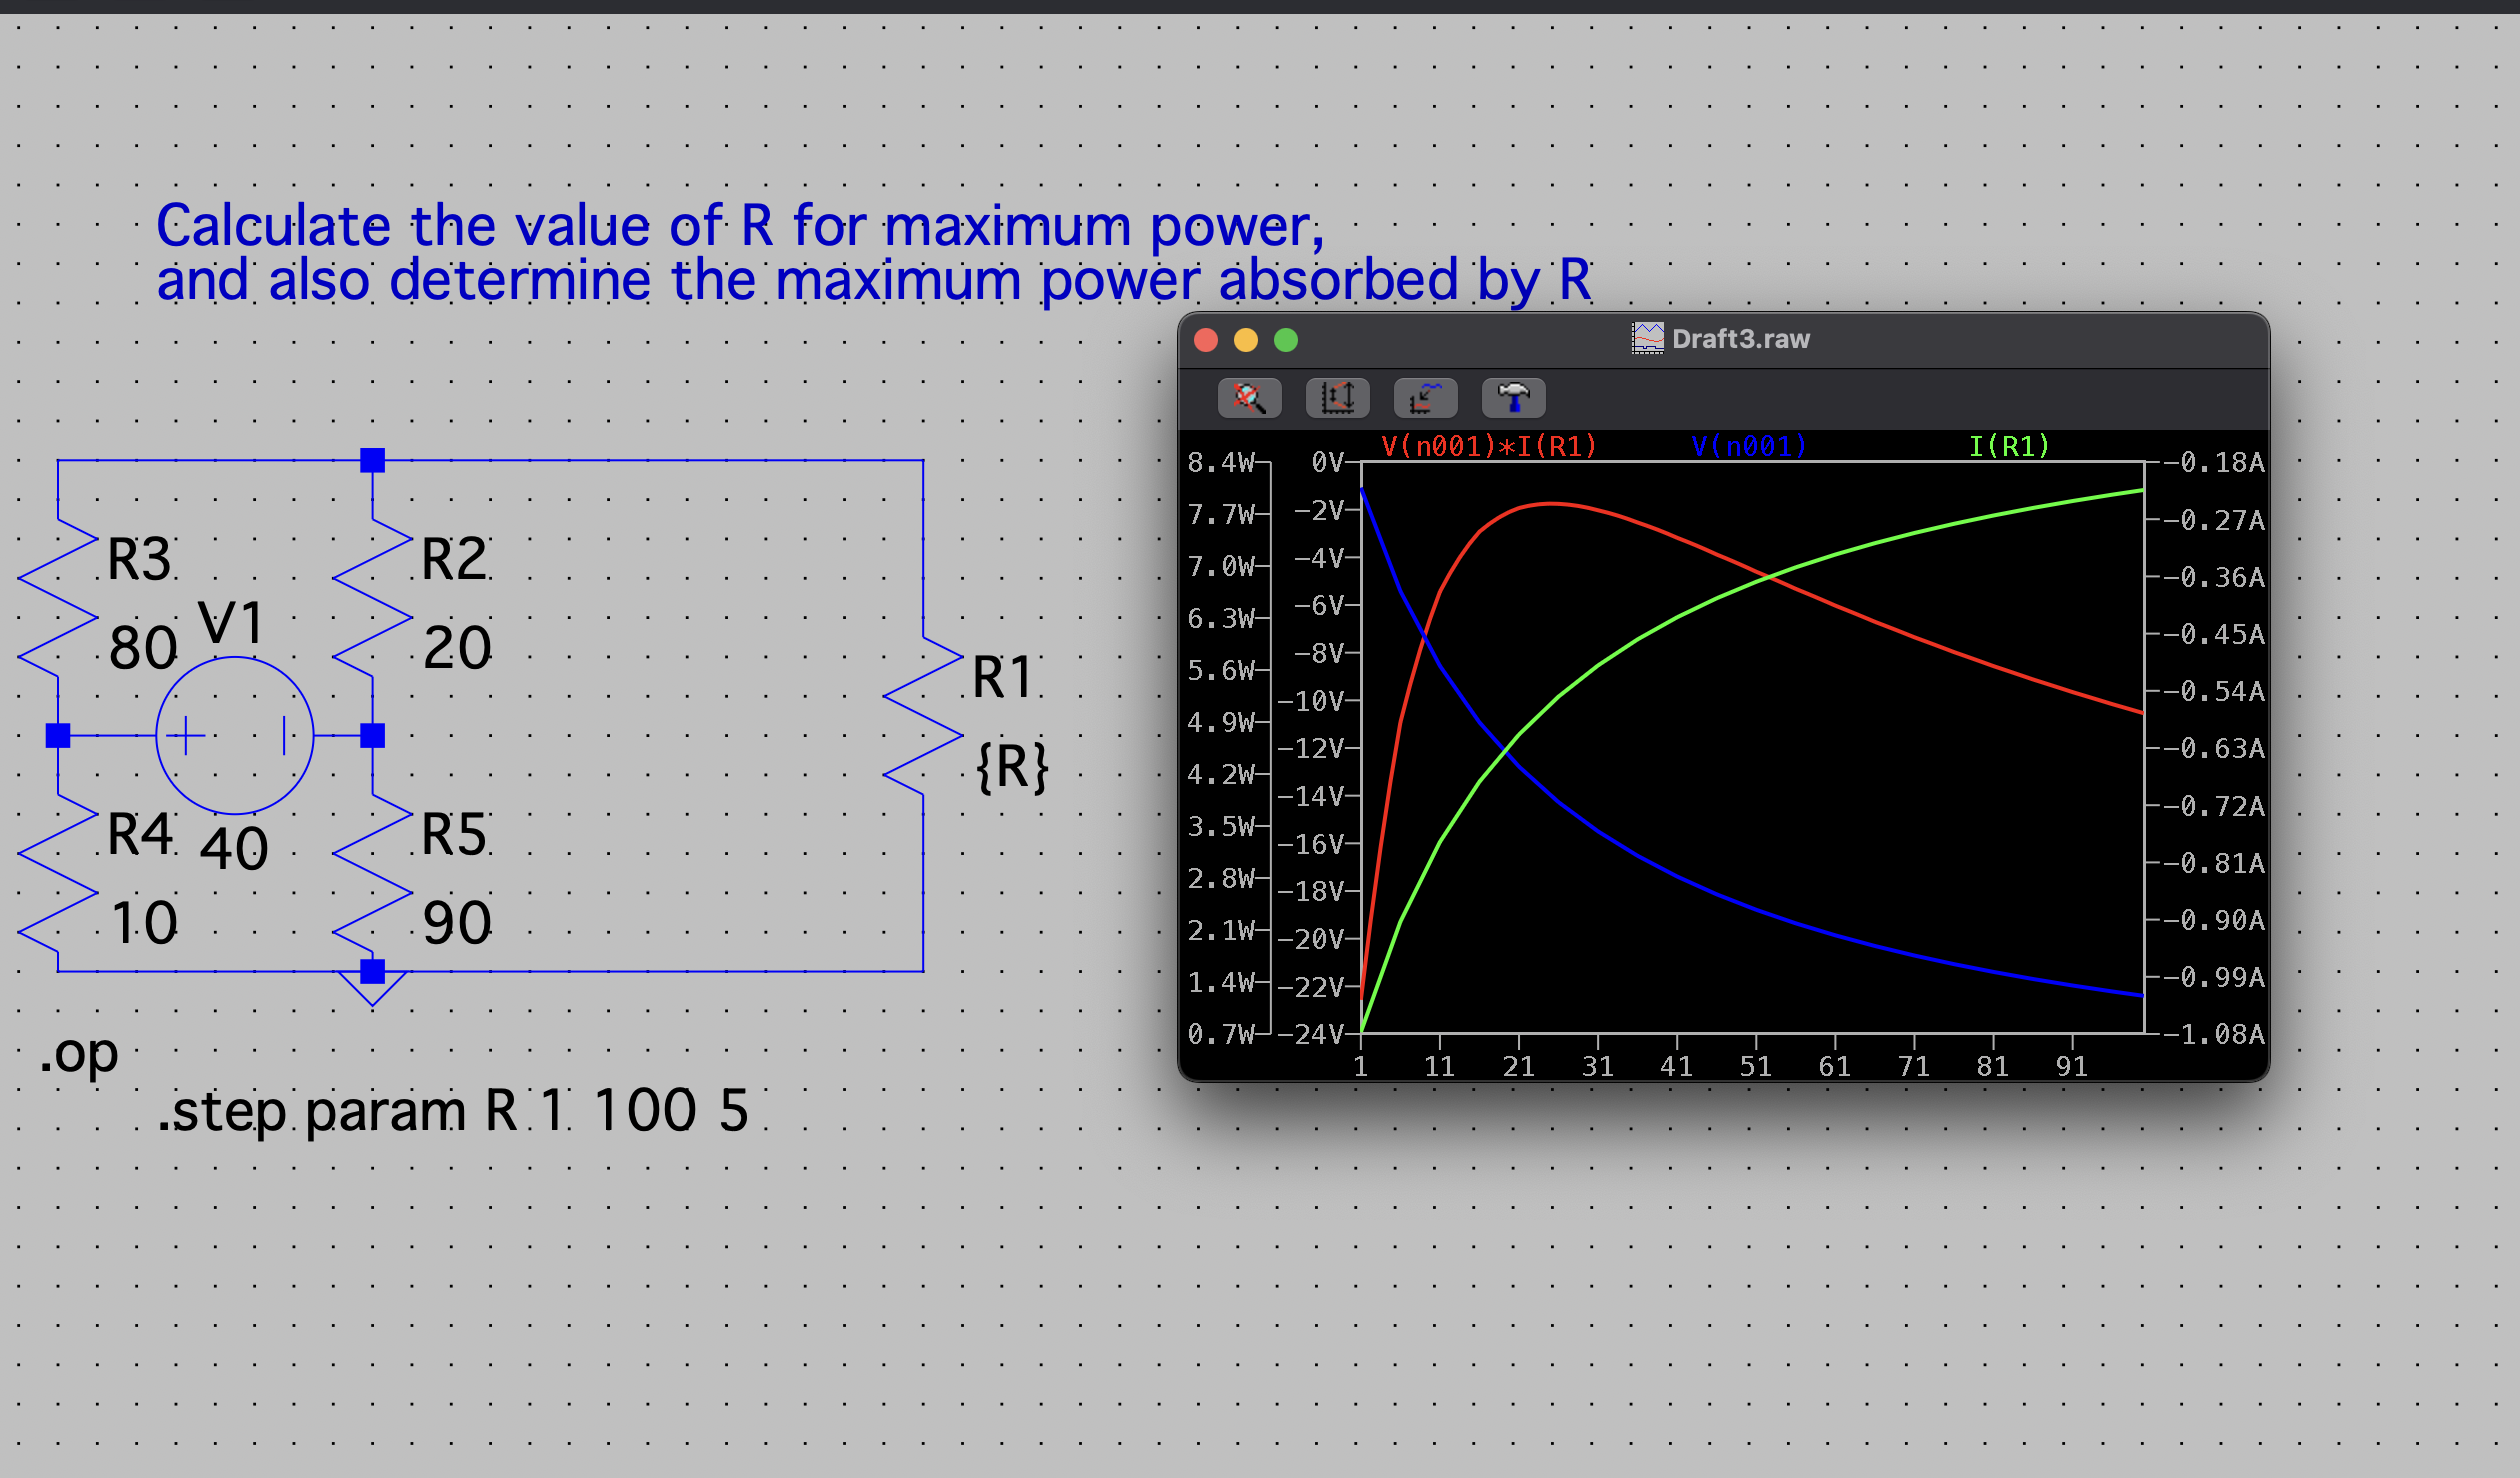 Calculate the value of R for maximum power,
and also determine the maximum power absorbed by R
Draft3.raw
V(n001)*I(R1) V(n001) I(R1)
8.4W 0V -0.18A
7.7W -2V -0.27A
7.0W -4V -0.36A
6.3W -6V -0.45A
5.6W -8V -0.54A
4.9W -10V -0.63A
4.2W -12V -0.72A
3.5W -14V -0.81A
2.8W -16V -0.90A
2.1W -18V -0.99A
1.4W -20V -1.08A
0.7W -22V
-24V
1 11 21 31 41 51 61 71 81 91
R3
80
V1
40
R2
20
R1
{R}
R4
10
R5
90
.op
.step param R 1 100 5